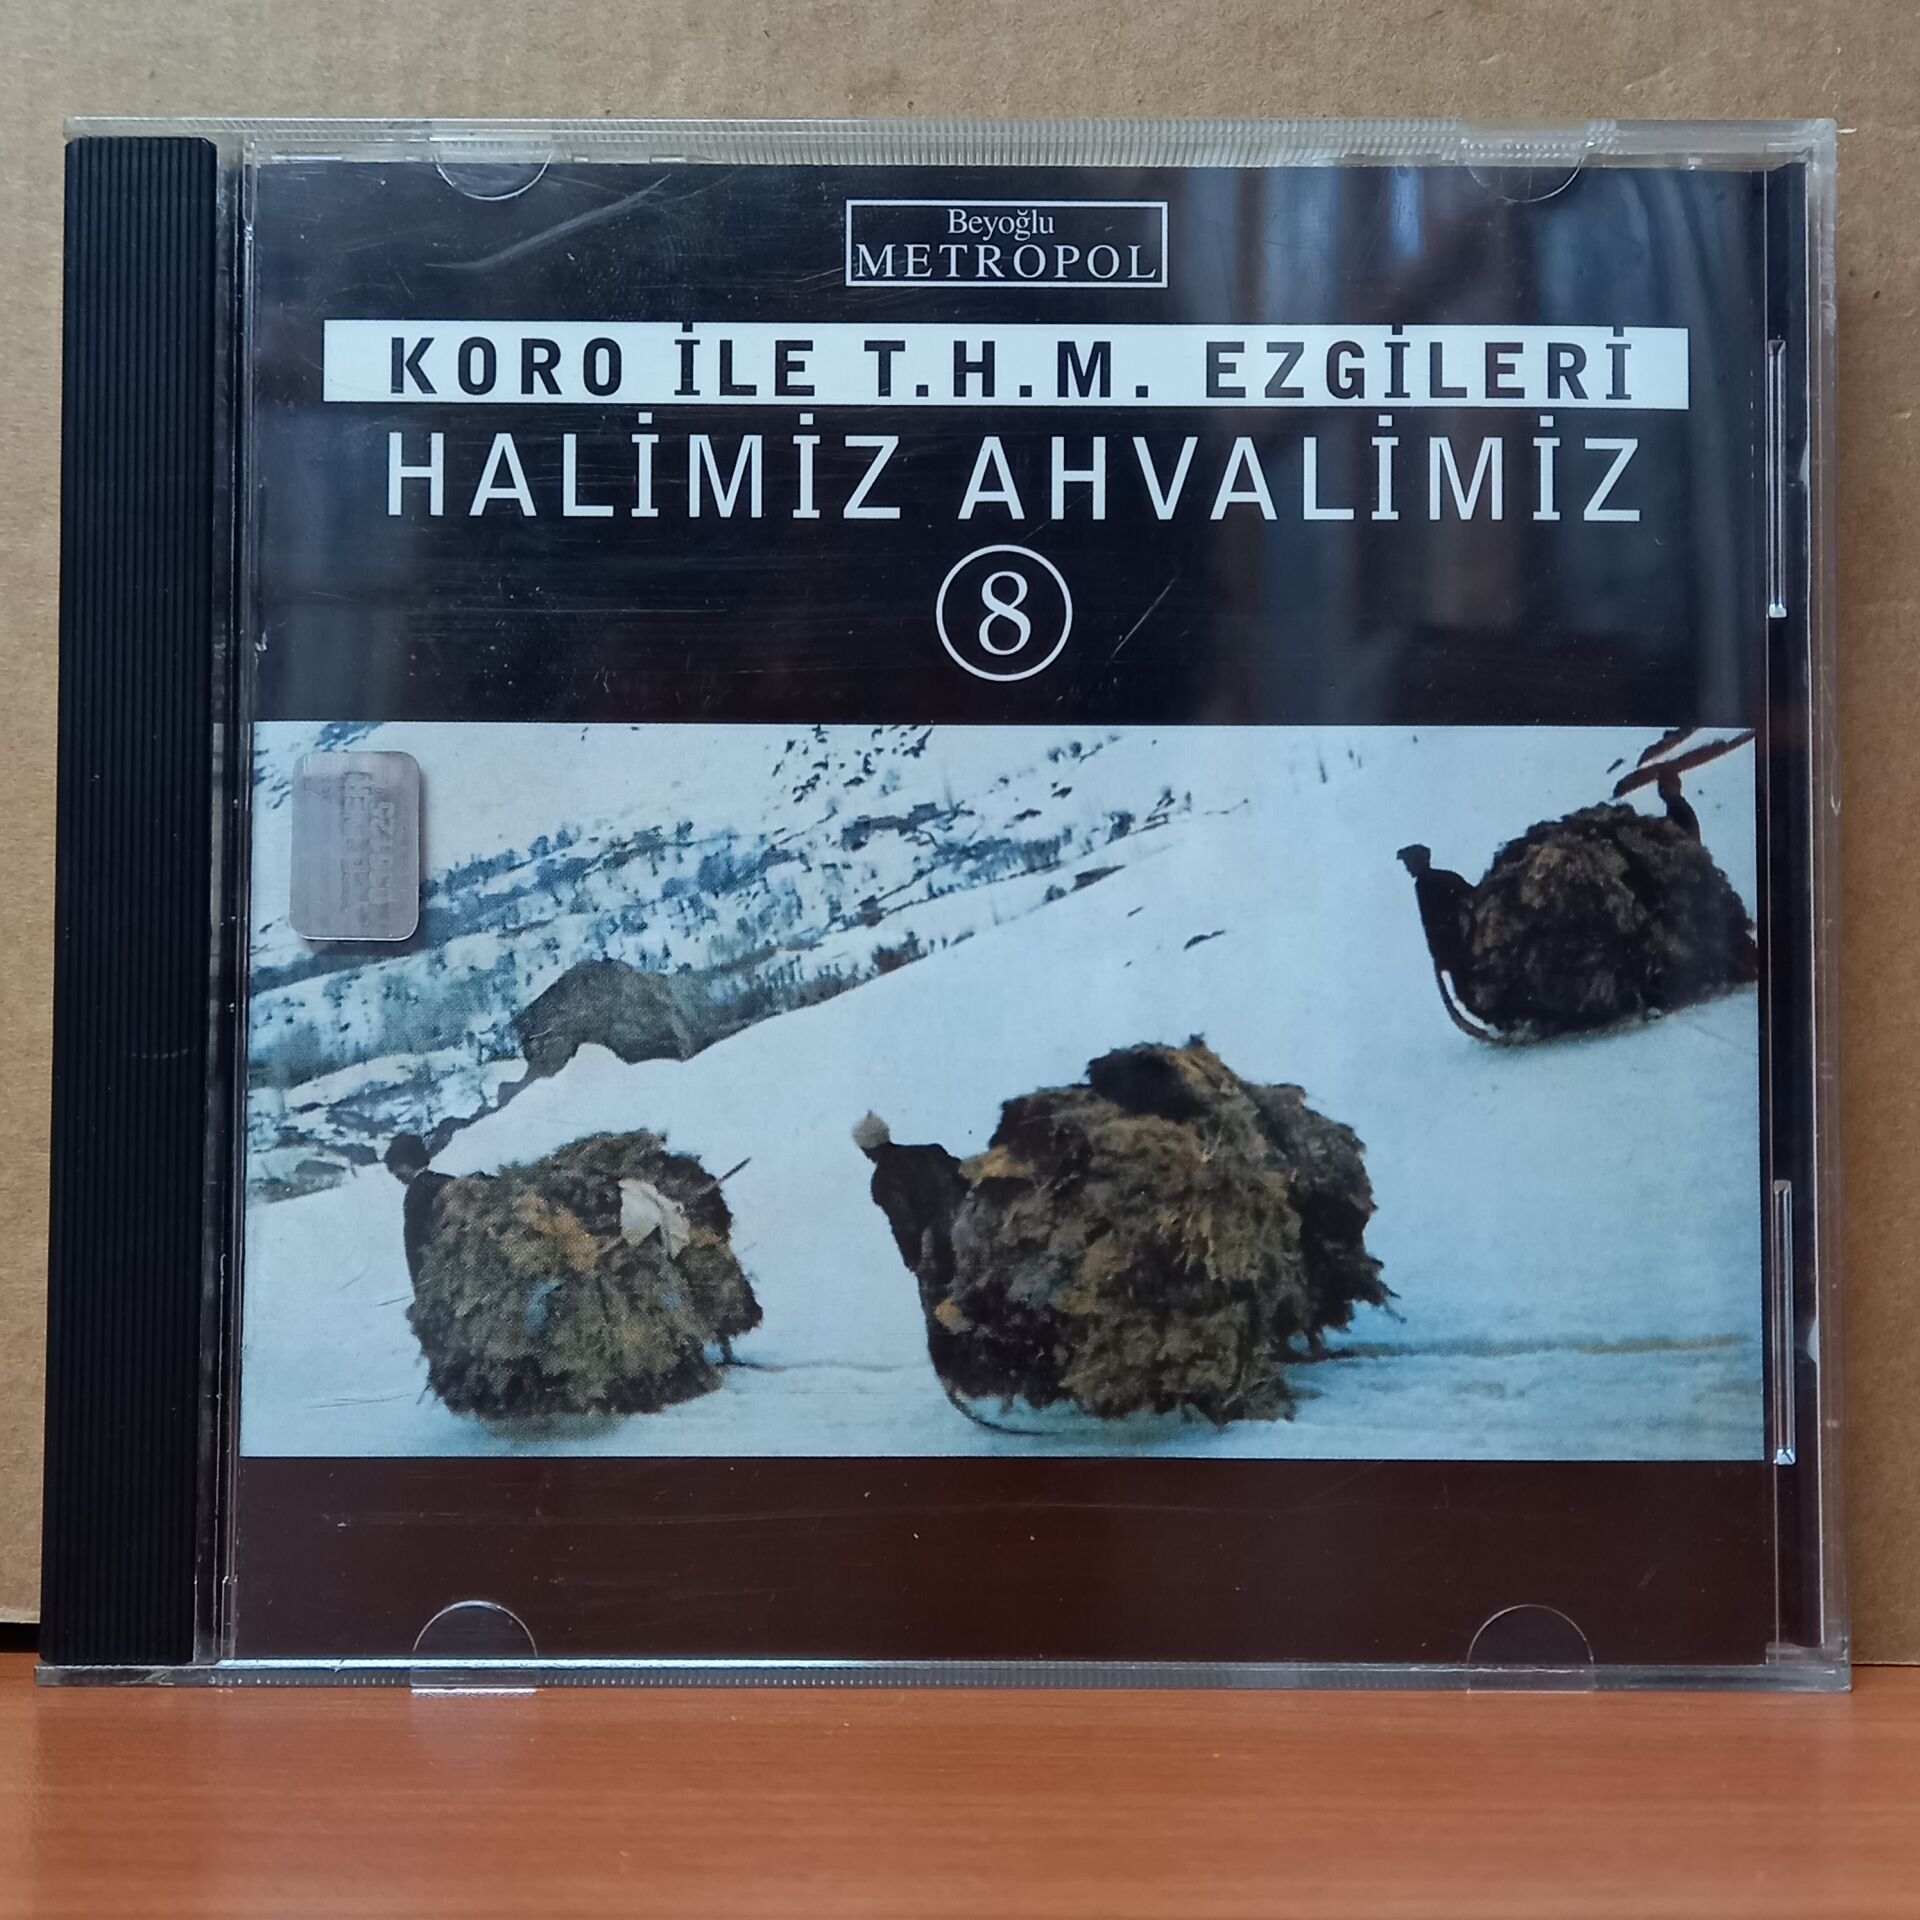 Beyoğlu
METROPOL
KORO İLE T.H.M. EZGİLERİ
HALİMİZ AHVALİMİZ
8